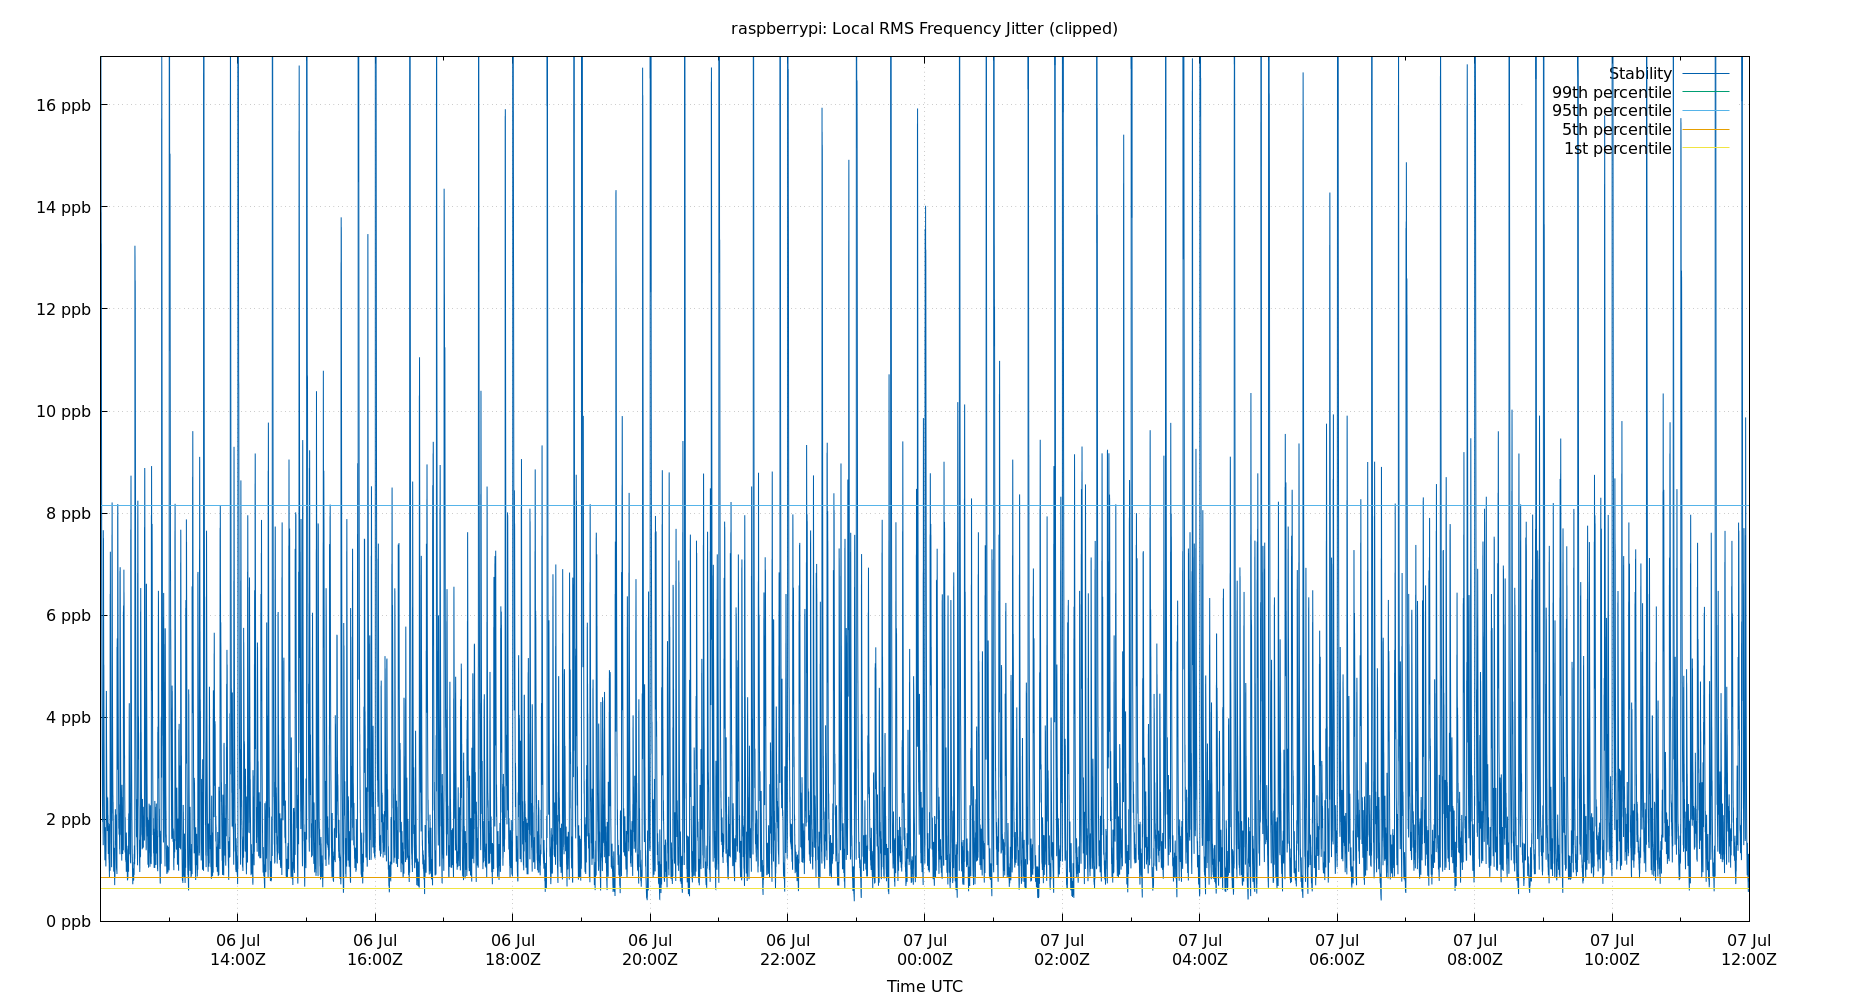 raspberrypi: Local RMS Frequency Jitter (clipped)
Stability
99th percentile
95th percentile
5th percentile
1st percentile
16 ppb
14 ppb
12 ppb
10 ppb
8 ppb
6 ppb
4 ppb
2 ppb
0 ppb
06 Jul 06 Jul 06 Jul 06 Jul 06 Jul 07 Jul 07 Jul 07 Jul 07 Jul 07 Jul 07 Jul 07 Jul
14:00Z 16:00Z 18:00Z 20:00Z 22:00Z 00:00Z 02:00Z 04:00Z 06:00Z 08:00Z 10:00Z 12:00Z
Time UTC